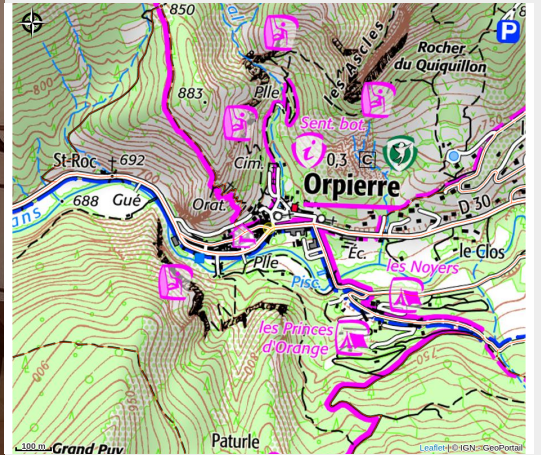 850
P
les Ascles
Rocher
du Quiquillon
800
883
Plle
Sent. bot.
St-Roc
692
Cim.
i
0,3
C
Orpierre
688
Gué
Orat.
D 30
ans
Éc.
le Clos
Plle
Pisc.
les Noyers
les Princes
d'Orange
750
900
Paturle
100 m
Grand Puy
Leaflet | © IGN - GeoPortail